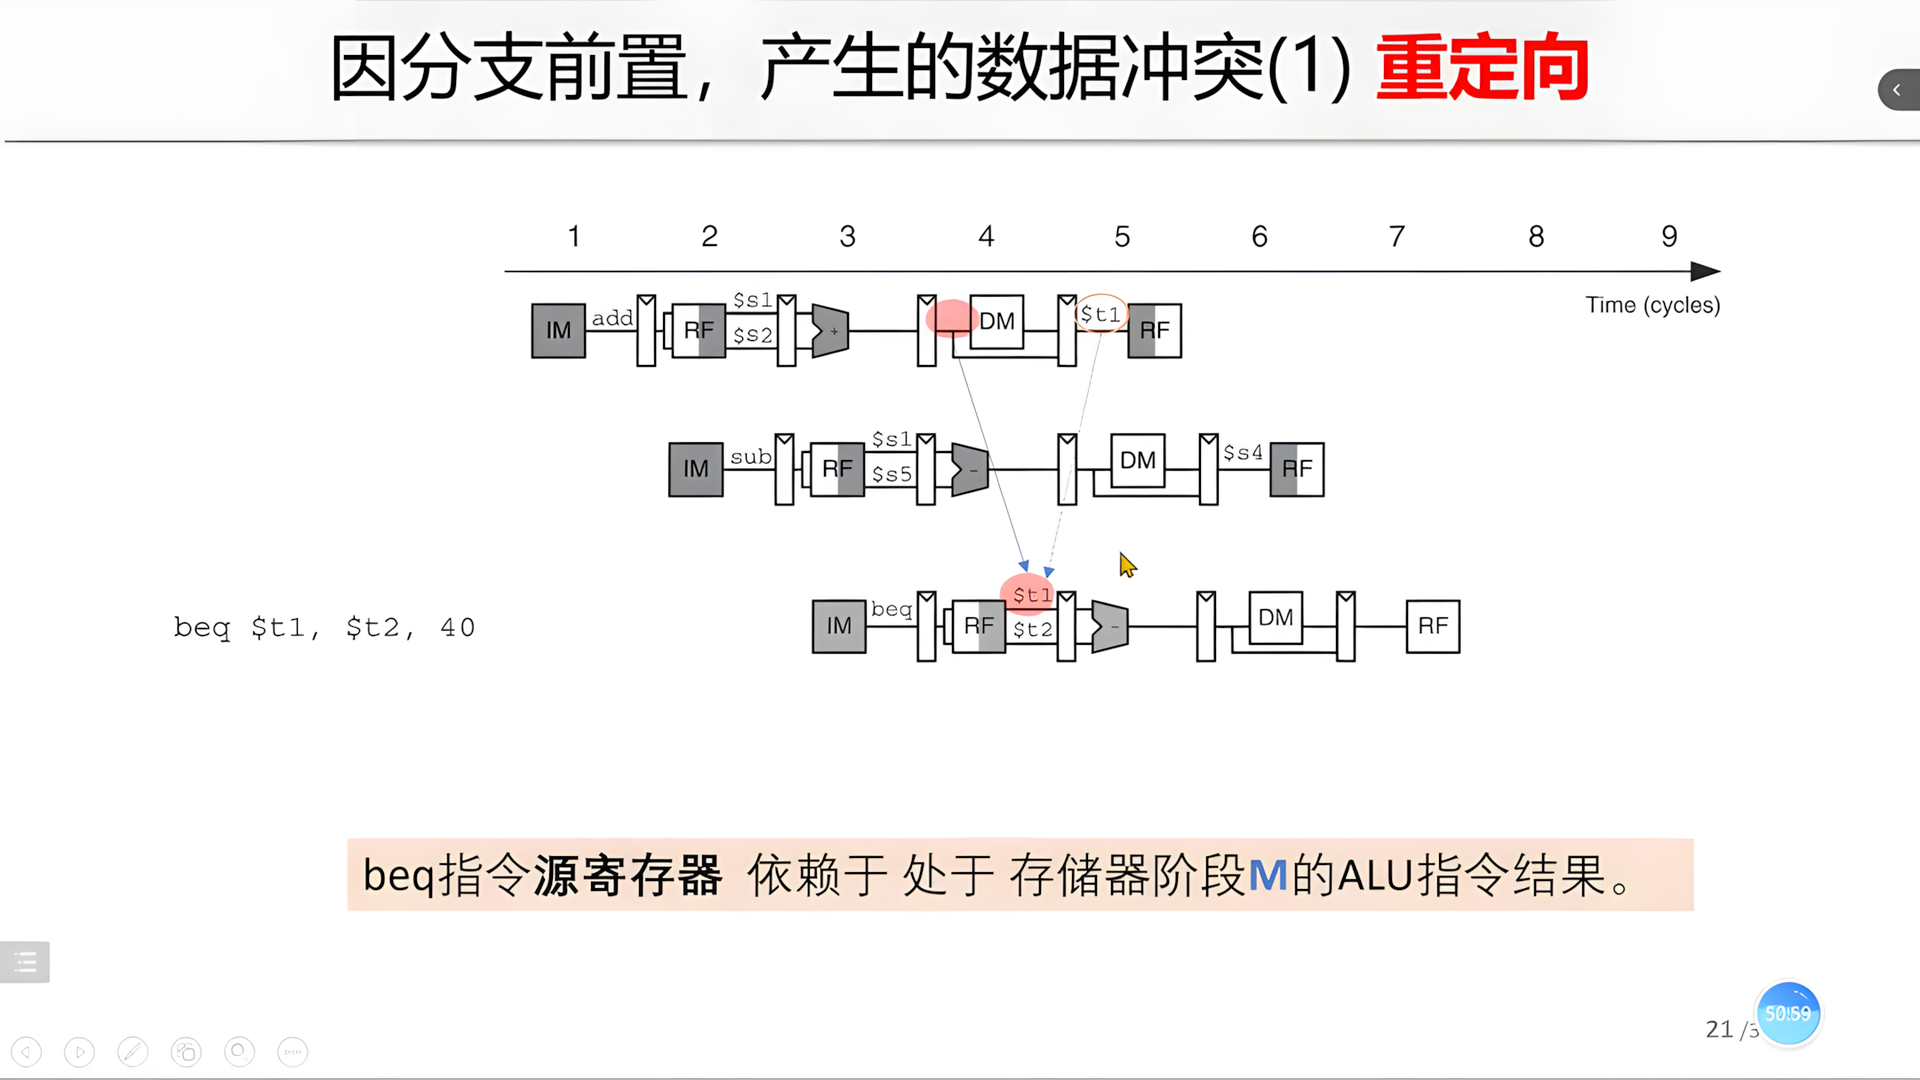 因分支前置，产生的数据冲突(1) 重定向
1 2 3 4 5 6 7 8 9
Time (cycles)
IM add RF $s1 $s2 + DM $t1 RF
IM sub RF $s1 $s5 - DM $s4 RF
beq $t1, $t2, 40
IM beq RF $t1 $t2 - DM RF
beq指令源寄存器 依赖于 处于 存储器阶段M的ALU指令结果。
21 /3